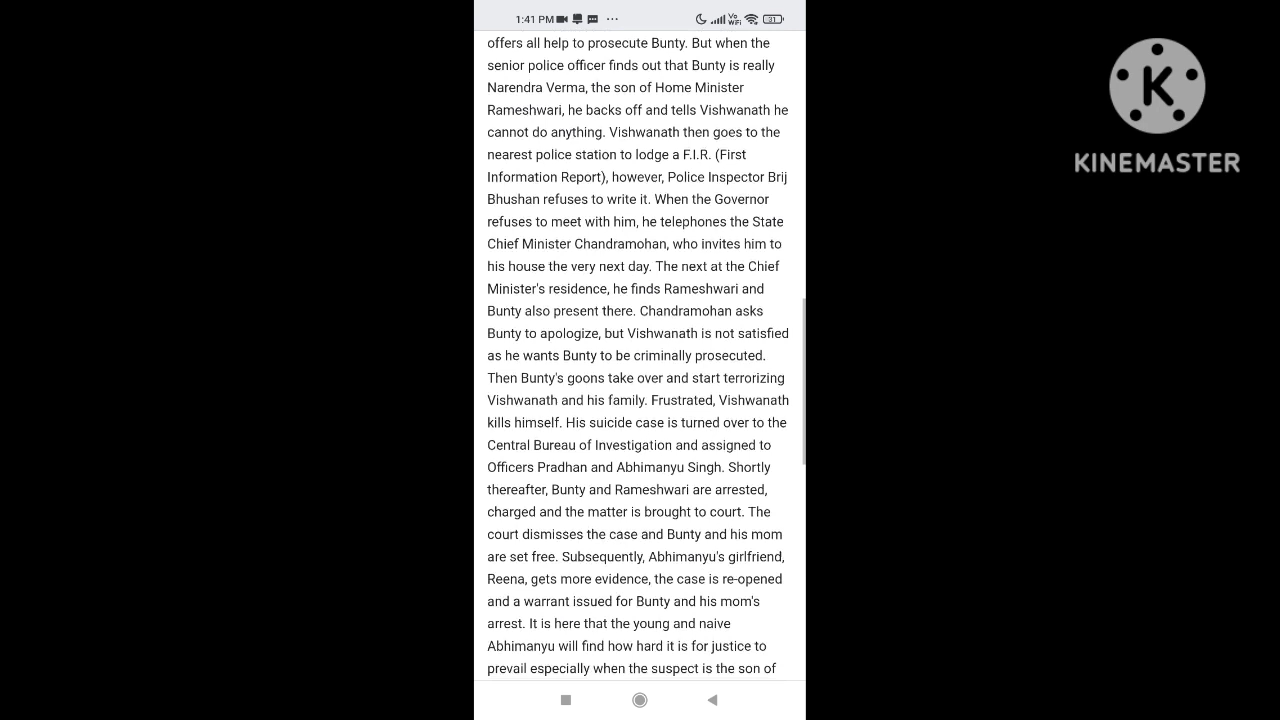 1:41 PM
Vo
WiFi
31
offers all help to prosecute Bunty. But when the
senior police officer finds out that Bunty is really
Narendra Verma, the son of Home Minister
Rameshwari, he backs off and tells Vishwanath he
cannot do anything. Vishwanath then goes to the
nearest police station to lodge a F.I.R. (First
Information Report), however, Police Inspector Brij
Bhushan refuses to write it. When the Governor
refuses to meet with him, he telephones the State
Chief Minister Chandramohan, who invites him to
his house the very next day. The next at the Chief
Minister's residence, he finds Rameshwari and
Bunty also present there. Chandramohan asks
Bunty to apologize, but Vishwanath is not satisfied
as he wants Bunty to be criminally prosecuted.
Then Bunty's goons take over and start terrorizing
Vishwanath and his family. Frustrated, Vishwanath
kills himself. His suicide case is turned over to the
Central Bureau of Investigation and assigned to
Officers Pradhan and Abhimanyu Singh. Shortly
thereafter, Bunty and Rameshwari are arrested,
charged and the matter is brought to court. The
court dismisses the case and Bunty and his mom
are set free. Subsequently, Abhimanyu's girlfriend,
Reena, gets more evidence, the case is re-opened
and a warrant issued for Bunty and his mom's
arrest. It is here that the young and naive
Abhimanyu will find how hard it is for justice to
prevail especially when the suspect is the son of
K
KINEMASTER